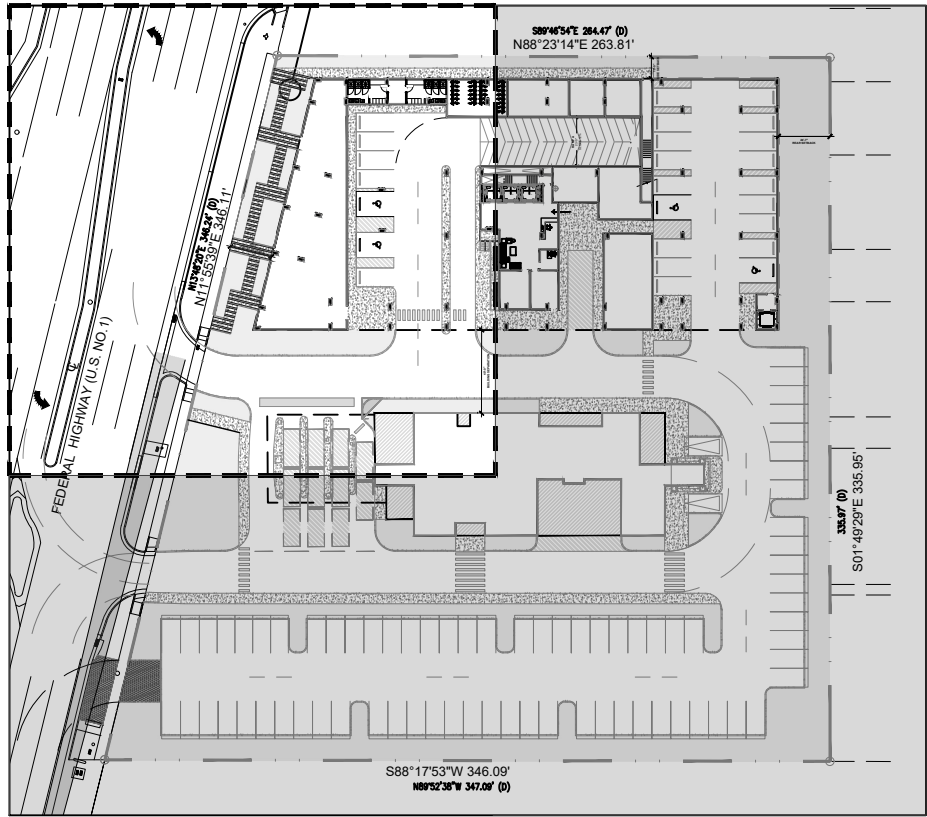 S89°46'54"E 264.47' (D)
N88°23'14"E 263.81'
N13°46'20"E 346.24' (D)
N11°55'39"E 346.11'
FEDERAL HIGHWAY (U.S. NO.1)
335.97' (D)
S01°49'29"E 335.95'
S88°17'53"W 346.09'
N89°52'38"W 347.09' (D)